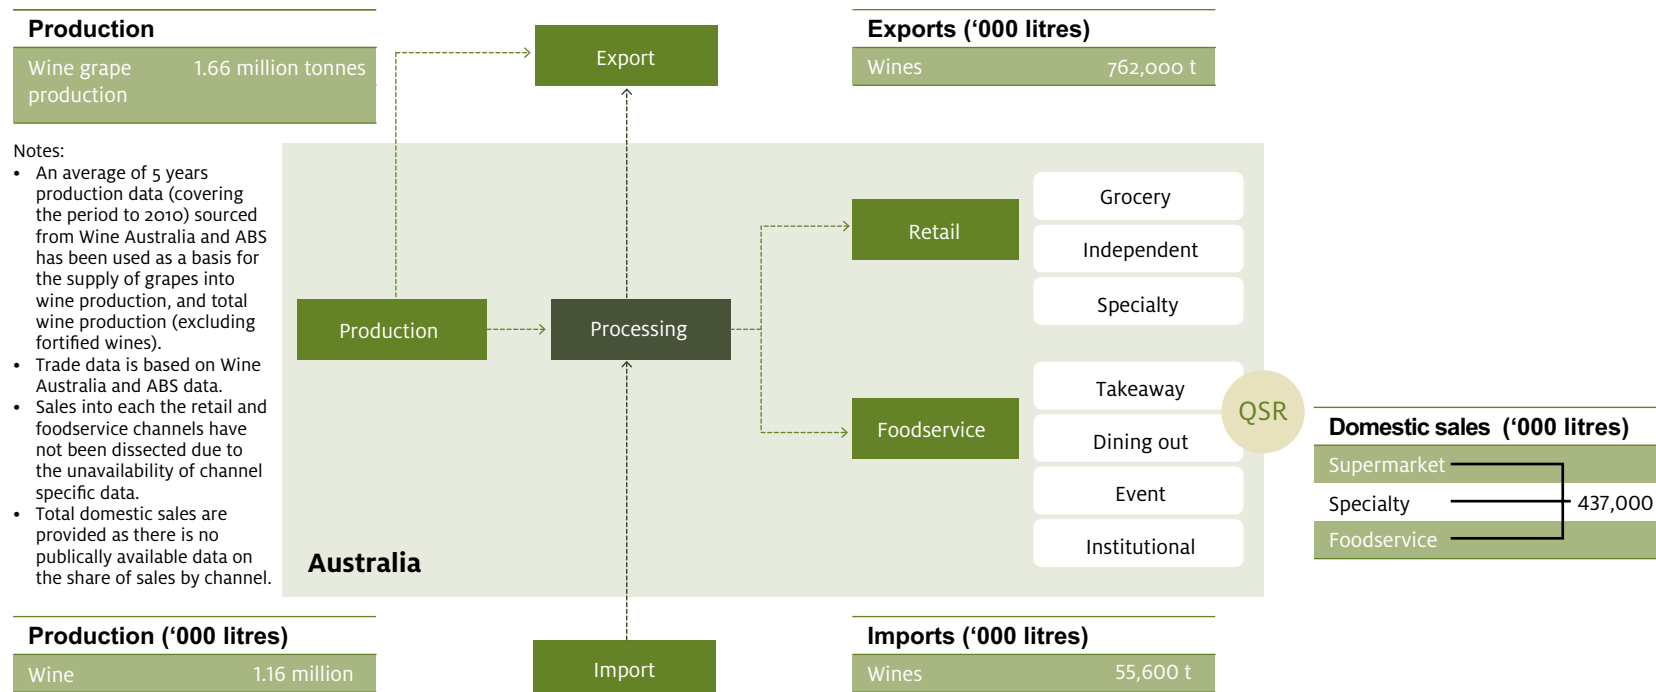 Production
Wine grape production 1.66 million tonnes
Export
Exports (‘000 litres)
Wines 762,000 t
Notes:
• An average of 5 years
production data (covering
the period to 2010) sourced
from Wine Australia and ABS
has been used as a basis for
the supply of grapes into
wine production, and total
wine production (excluding
fortified wines).
• Trade data is based on Wine
Australia and ABS data.
• Sales into each the retail and
foodservice channels have
not been dissected due to
the unavailability of channel
specific data.
• Total domestic sales are
provided as there is no
publically available data on
the share of sales by channel.
Production
Processing
Retail
Grocery
Independent
Specialty
Foodservice
Takeaway
Dining out
Event
Institutional
QSR
Australia
Domestic sales (‘000 litres)
Supermarket
Specialty 437,000
Foodservice
Production (‘000 litres)
Wine 1.16 million
Import
Imports (‘000 litres)
Wines 55,600 t